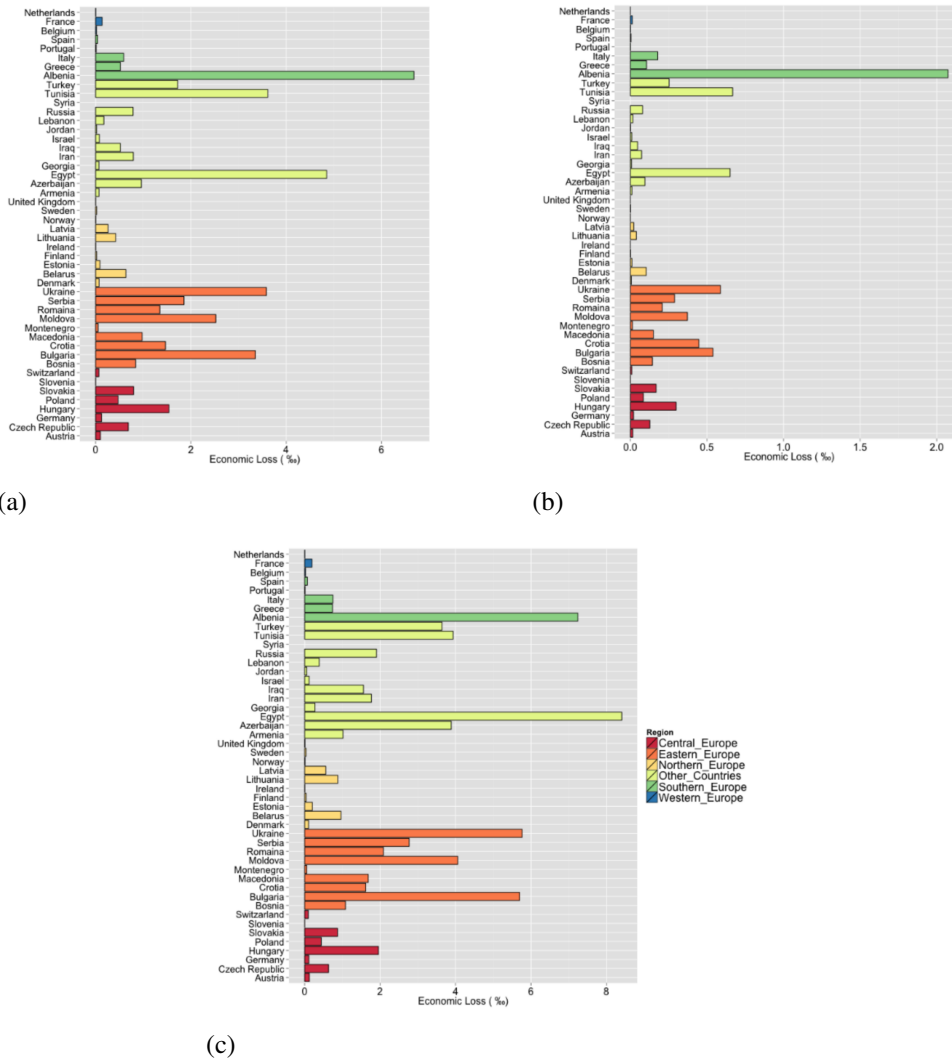 Netherlands
France
Belgium
Spain
Portugal
Italy
Greece
Albenia
Turkey
Tunisia
Syria
Russia
Lebanon
Jordan
Israel
Iraq
Iran
Georgia
Egypt
Azerbaijan
Armenia
United Kingdom
Sweden
Norway
Latvia
Lithuania
Ireland
Finland
Estonia
Belarus
Denmark
Ukraine
Serbia
Romaina
Moldova
Montenegro
Macedonia
Crotia
Bulgaria
Bosnia
Switzerland
Slovenia
Slovakia
Poland
Hungary
Germany
Czech Republic
Austria
0 2 4 6
Economic Loss ( ‰)
(a)
Netherlands
France
Belgium
Spain
Portugal
Italy
Greece
Albenia
Turkey
Tunisia
Syria
Russia
Lebanon
Jordan
Israel
Iraq
Iran
Georgia
Egypt
Azerbaijan
Armenia
United Kingdom
Sweden
Norway
Latvia
Lithuania
Ireland
Finland
Estonia
Belarus
Denmark
Ukraine
Serbia
Romaina
Moldova
Montenegro
Macedonia
Crotia
Bulgaria
Bosnia
Switzerland
Slovenia
Slovakia
Poland
Hungary
Germany
Czech Republic
Austria
0.0 0.5 1.0 1.5 2.0
Economic Loss ( ‰)
(b)
Netherlands
France
Belgium
Spain
Portugal
Italy
Greece
Albenia
Turkey
Tunisia
Syria
Russia
Lebanon
Jordan
Israel
Iraq
Iran
Georgia
Egypt
Azerbaijan
Armenia
United Kingdom
Sweden
Norway
Latvia
Lithuania
Ireland
Finland
Estonia
Belarus
Denmark
Ukraine
Serbia
Romaina
Moldova
Montenegro
Macedonia
Crotia
Bulgaria
Bosnia
Switzerland
Slovenia
Slovakia
Poland
Hungary
Germany
Czech Republic
Austria
0 2 4 6 8
Economic Loss ( ‰)
Region
Central_Europe
Eastern_Europe
Northern_Europe
Other_Countries
Southern_Europe
Western_Europe
(c)